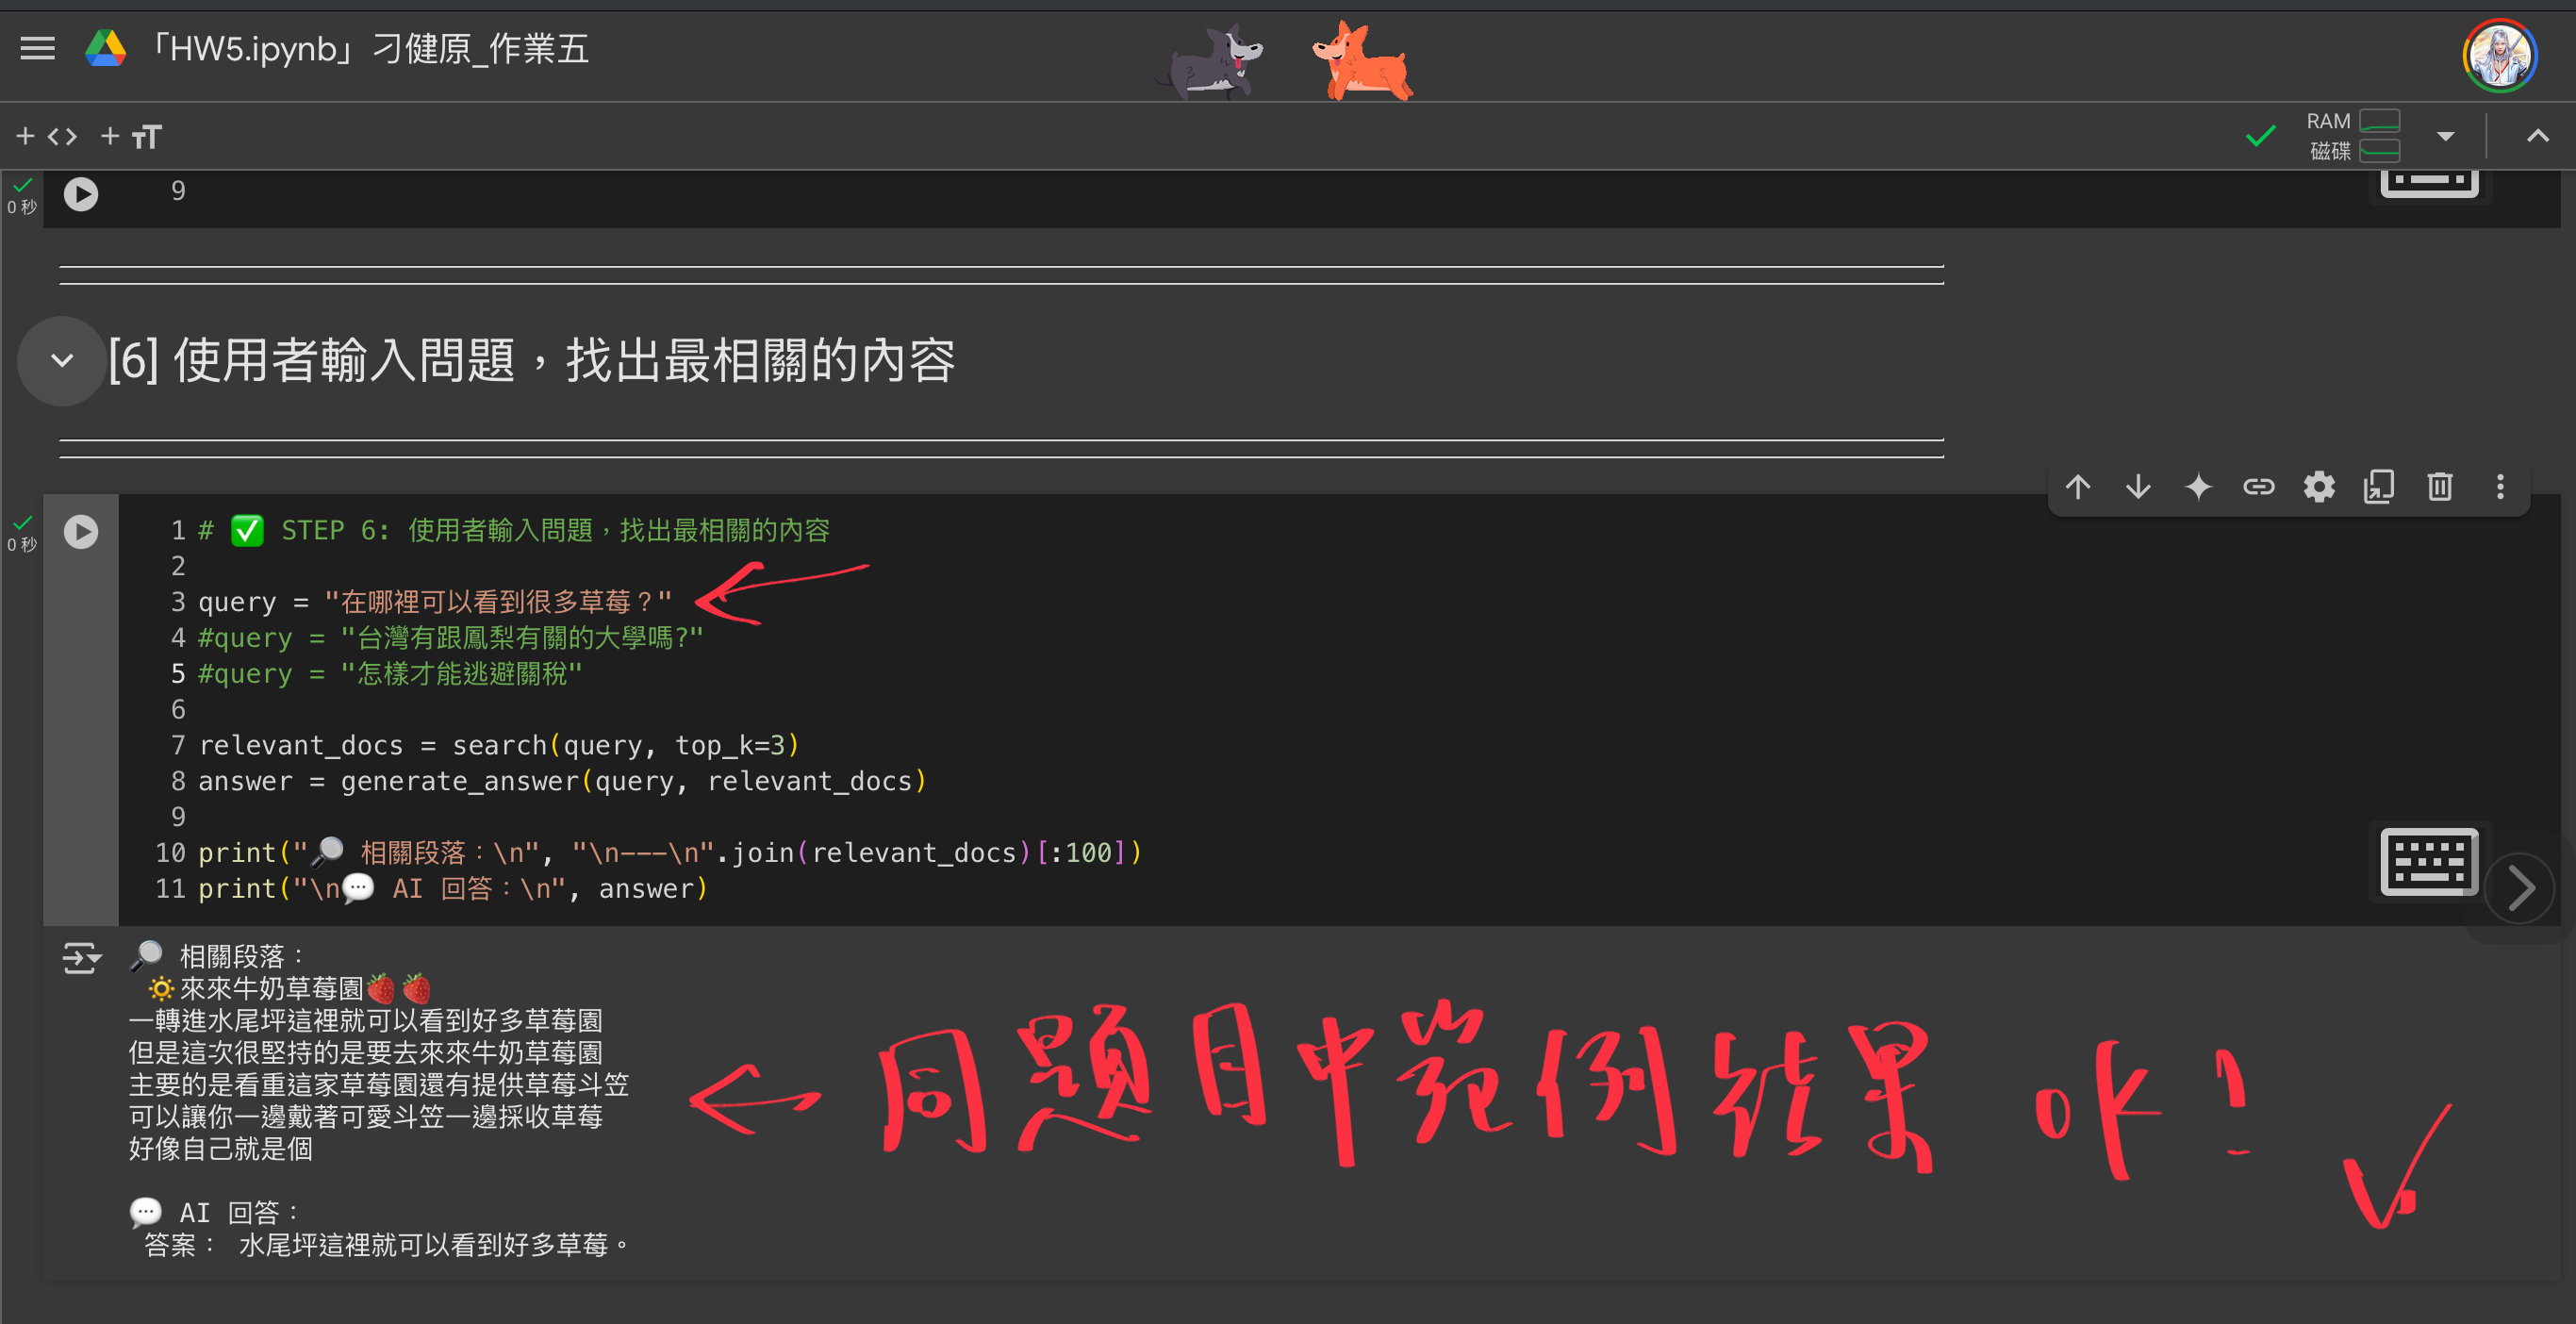 「HW5.ipynb」刁健原_作業五
+ <> + TT
RAM
磁碟
0 秒
9
[6] 使用者輸入問題，找出最相關的內容
0 秒
1 # ✅ STEP 6: 使用者輸入問題，找出最相關的內容
2
3 query = "在哪裡可以看到很多草莓？"
4 #query = "台灣有跟鳳梨有關的大學嗎?"
5 #query = "怎樣才能逃避關稅"
6
7 relevant_docs = search(query, top_k=3)
8 answer = generate_answer(query, relevant_docs)
9
10 print("🔎 相關段落：\n", "\n---\n".join(relevant_docs)[:100])
11 print("\n💬 AI 回答：\n", answer)
🔎 相關段落：
🔅來來牛奶草莓園🍓🍓
一轉進水尾坪這裡就可以看到好多草莓園
但是這次很堅持的是要去來來牛奶草莓園
主要的是看重這家草莓園還有提供草莓斗笠
可以讓你一邊戴著可愛斗笠一邊採收草莓
好像自己就是個
同題目中範例結果 ok!
💬 AI 回答：
答案： 水尾坪這裡就可以看到好多草莓。